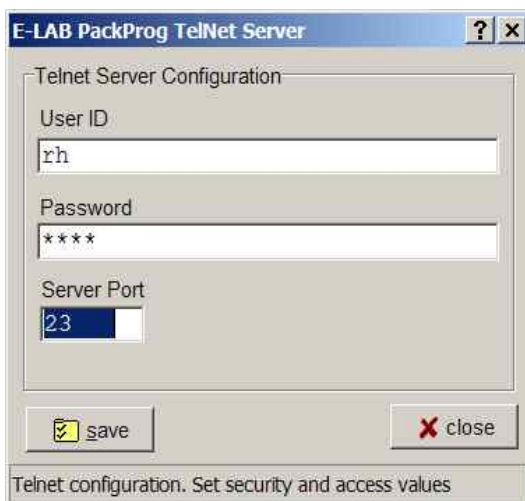 E-LAB PackProg TelNet Server
Telnet Server Configuration
User ID
rh
Password
****
Server Port
23
save
close
Telnet configuration. Set security and access values